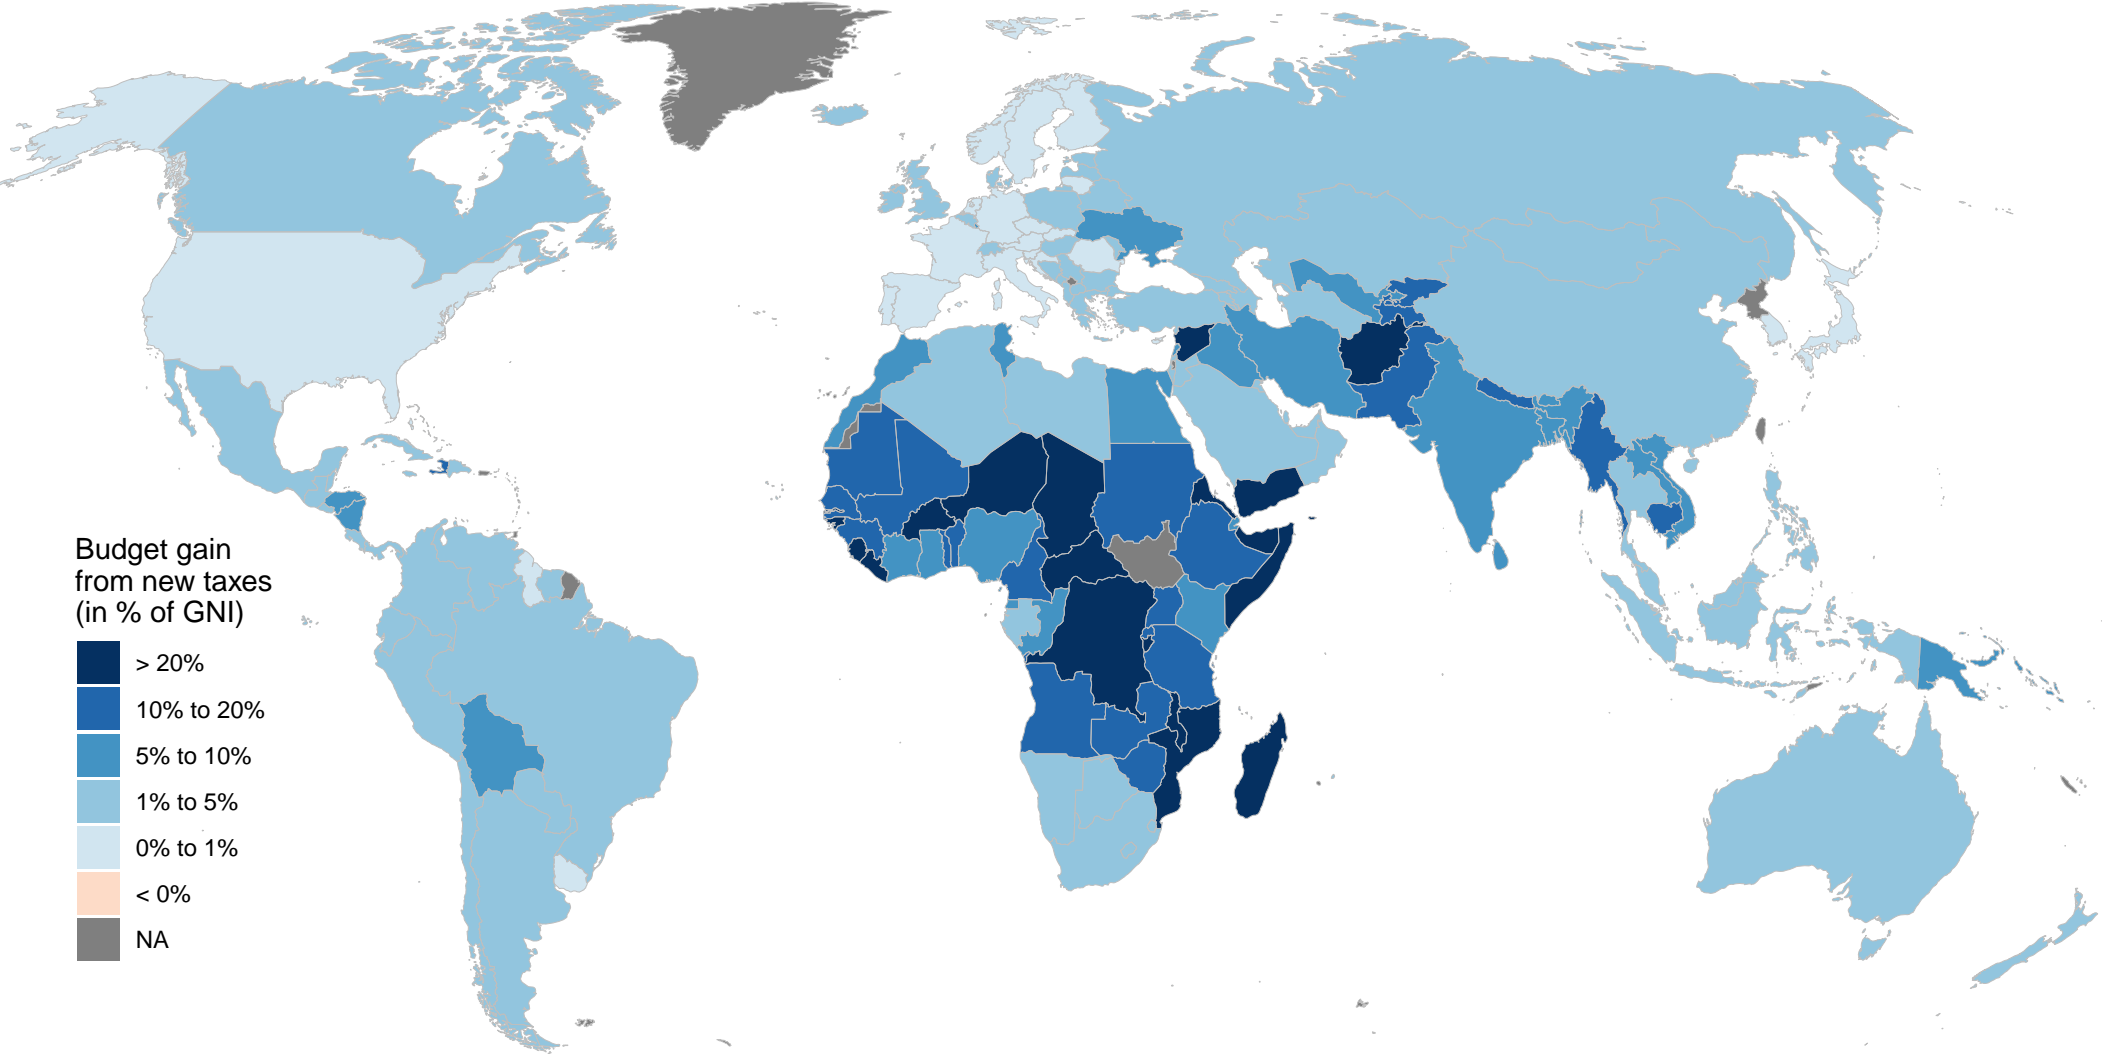 Budget gain
from new taxes
(in % of GNI)
> 20%
10% to 20%
5% to 10%
1% to 5%
0% to 1%
< 0%
NA